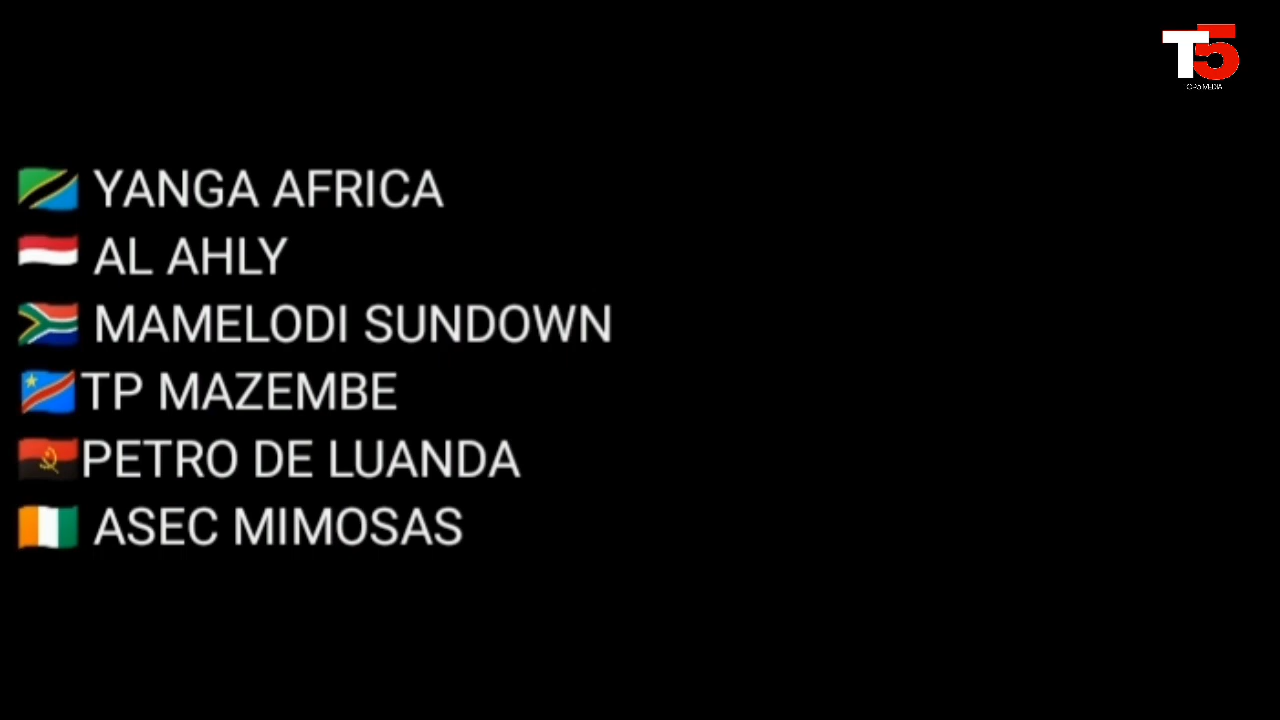 T5
YANGA AFRICA
AL AHLY
MAMELODI SUNDOWN
TP MAZEMBE
PETRO DE LUANDA
ASEC MIMOSAS